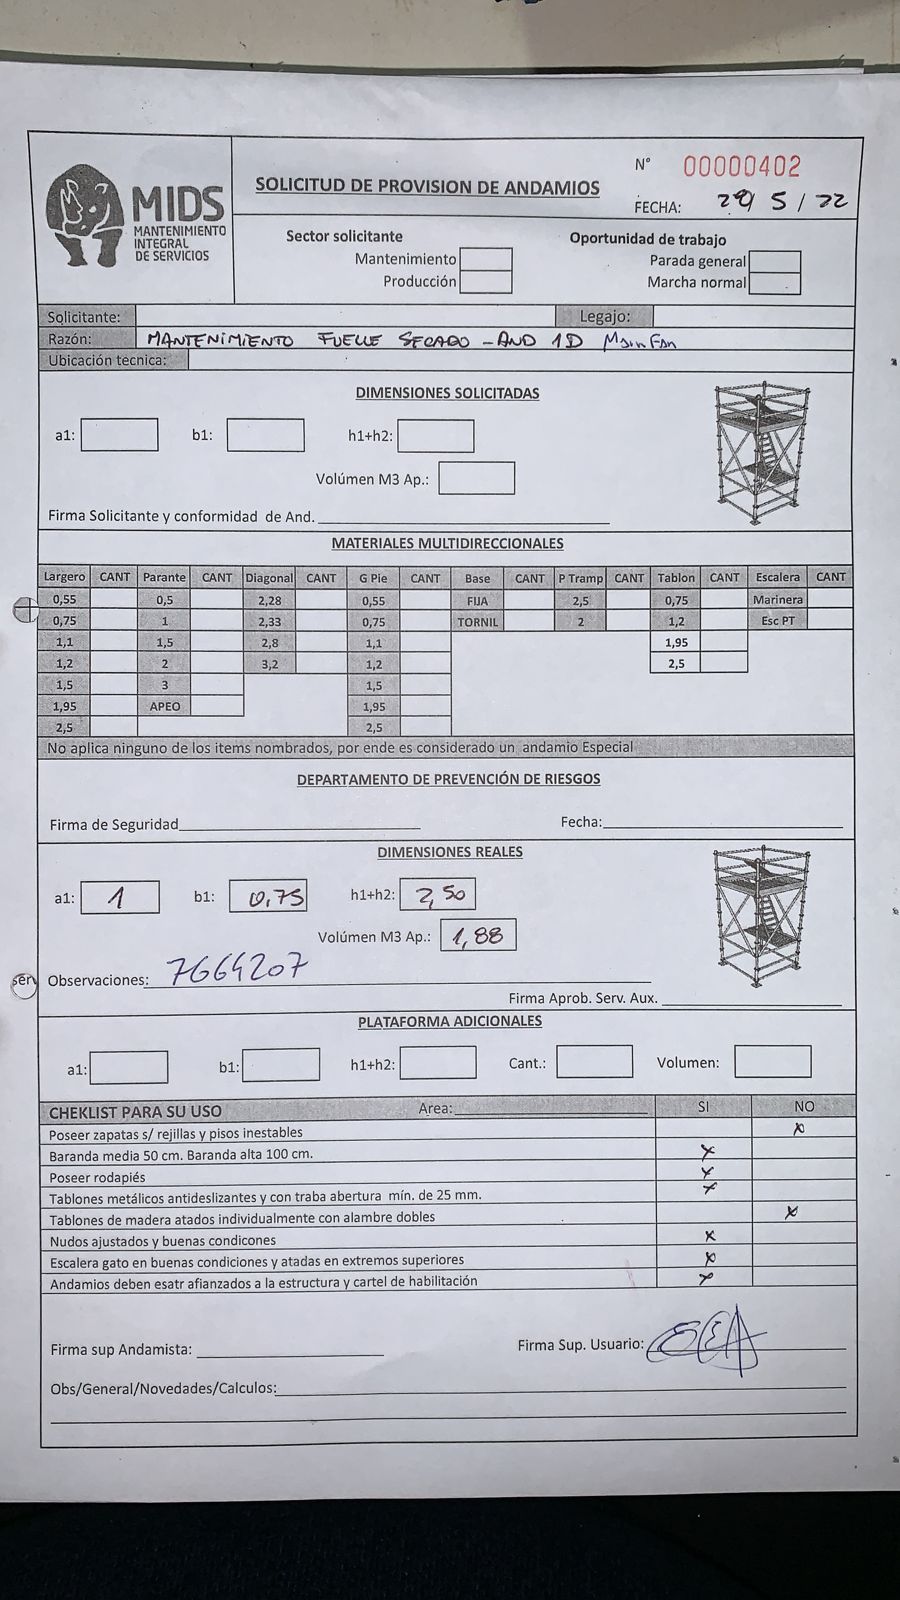 MIDS
MANTENIMIENTO
INTEGRAL
DE SERVICIOS
SOLICITUD DE PROVISION DE ANDAMIOS
N° 00000402
FECHA: 29/ 5 / 22
Sector solicitante
Mantenimiento
Producción
Oportunidad de trabajo
Parada general
Marcha normal
Solicitante: Legajo:
Razón: MANTENIMIENTO FUELLE SECADO - AND 1D Main Fan
Ubicación tecnica:
DIMENSIONES SOLICITADAS
a1: b1: h1+h2:
Volúmen M3 Ap.:
Firma Solicitante y conformidad de And.
MATERIALES MULTIDIRECCIONALES
Largero CANT Parante CANT Diagonal CANT G Pie CANT Base CANT P Tramp CANT Tablon CANT Escalera CANT
0,55 0,5 2,28 0,55 FIJA 2,5 0,75 Marinera
0,75 1 2,33 0,75 TORNIL 2 1,2 Esc PT
1,1 1,5 2,8 1,1 1,95
1,2 2 3,2 1,2 2,5
1,5 3 1,5
1,95 APEO 1,95
2,5 2,5
No aplica ninguno de los items nombrados, por ende es considerado un andamio Especial
DEPARTAMENTO DE PREVENCIÓN DE RIESGOS
Firma de Seguridad Fecha:
DIMENSIONES REALES
a1: 1 b1: 0,75 h1+h2: 2,50
Volúmen M3 Ap.: 1,88
Observaciones: 7664207
Firma Aprob. Serv. Aux.
PLATAFORMA ADICIONALES
a1: b1: h1+h2: Cant.: Volumen:
CHEKLIST PARA SU USO Area: SI NO
Poseer zapatas s/ rejillas y pisos inestables x
Baranda media 50 cm. Baranda alta 100 cm. x
Poseer rodapiés x
Tablones metálicos antideslizantes y con traba abertura mín. de 25 mm. x
Tablones de madera atados individualmente con alambre dobles x
Nudos ajustados y buenas condicones x
Escalera gato en buenas condiciones y atadas en extremos superiores x
Andamios deben esatr afianzados a la estructura y cartel de habilitación x
Firma sup Andamista: Firma Sup. Usuario:
Obs/General/Novedades/Calculos: